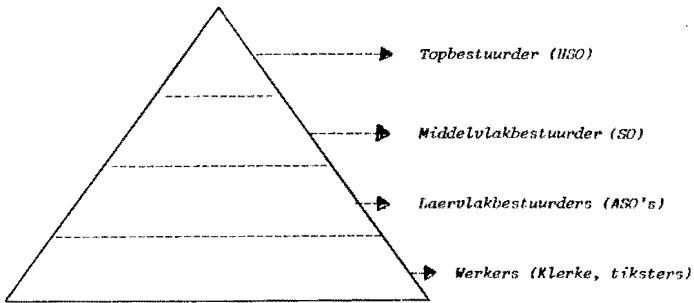 Topbestuurder (HSO)
Middelvlakbestuurder (SO)
Laervlakbestuurders (ASO's)
Werkers (Klerke, tiksters)